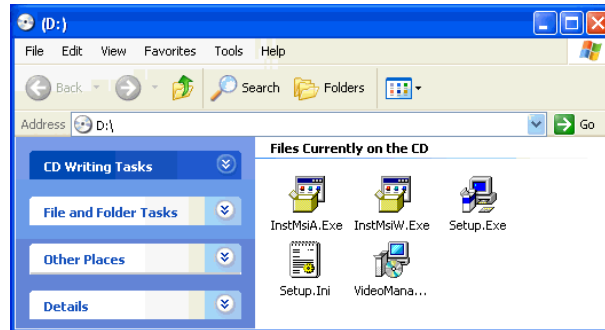 (D:)
File Edit View Favorites Tools Help
Back Search Folders
Address D:\ Go
Files Currently on the CD
CD Writing Tasks
File and Folder Tasks
Other Places
Details
InstMsiA.Exe InstMsiW.Exe Setup.Exe
Setup.Ini VideoMana...